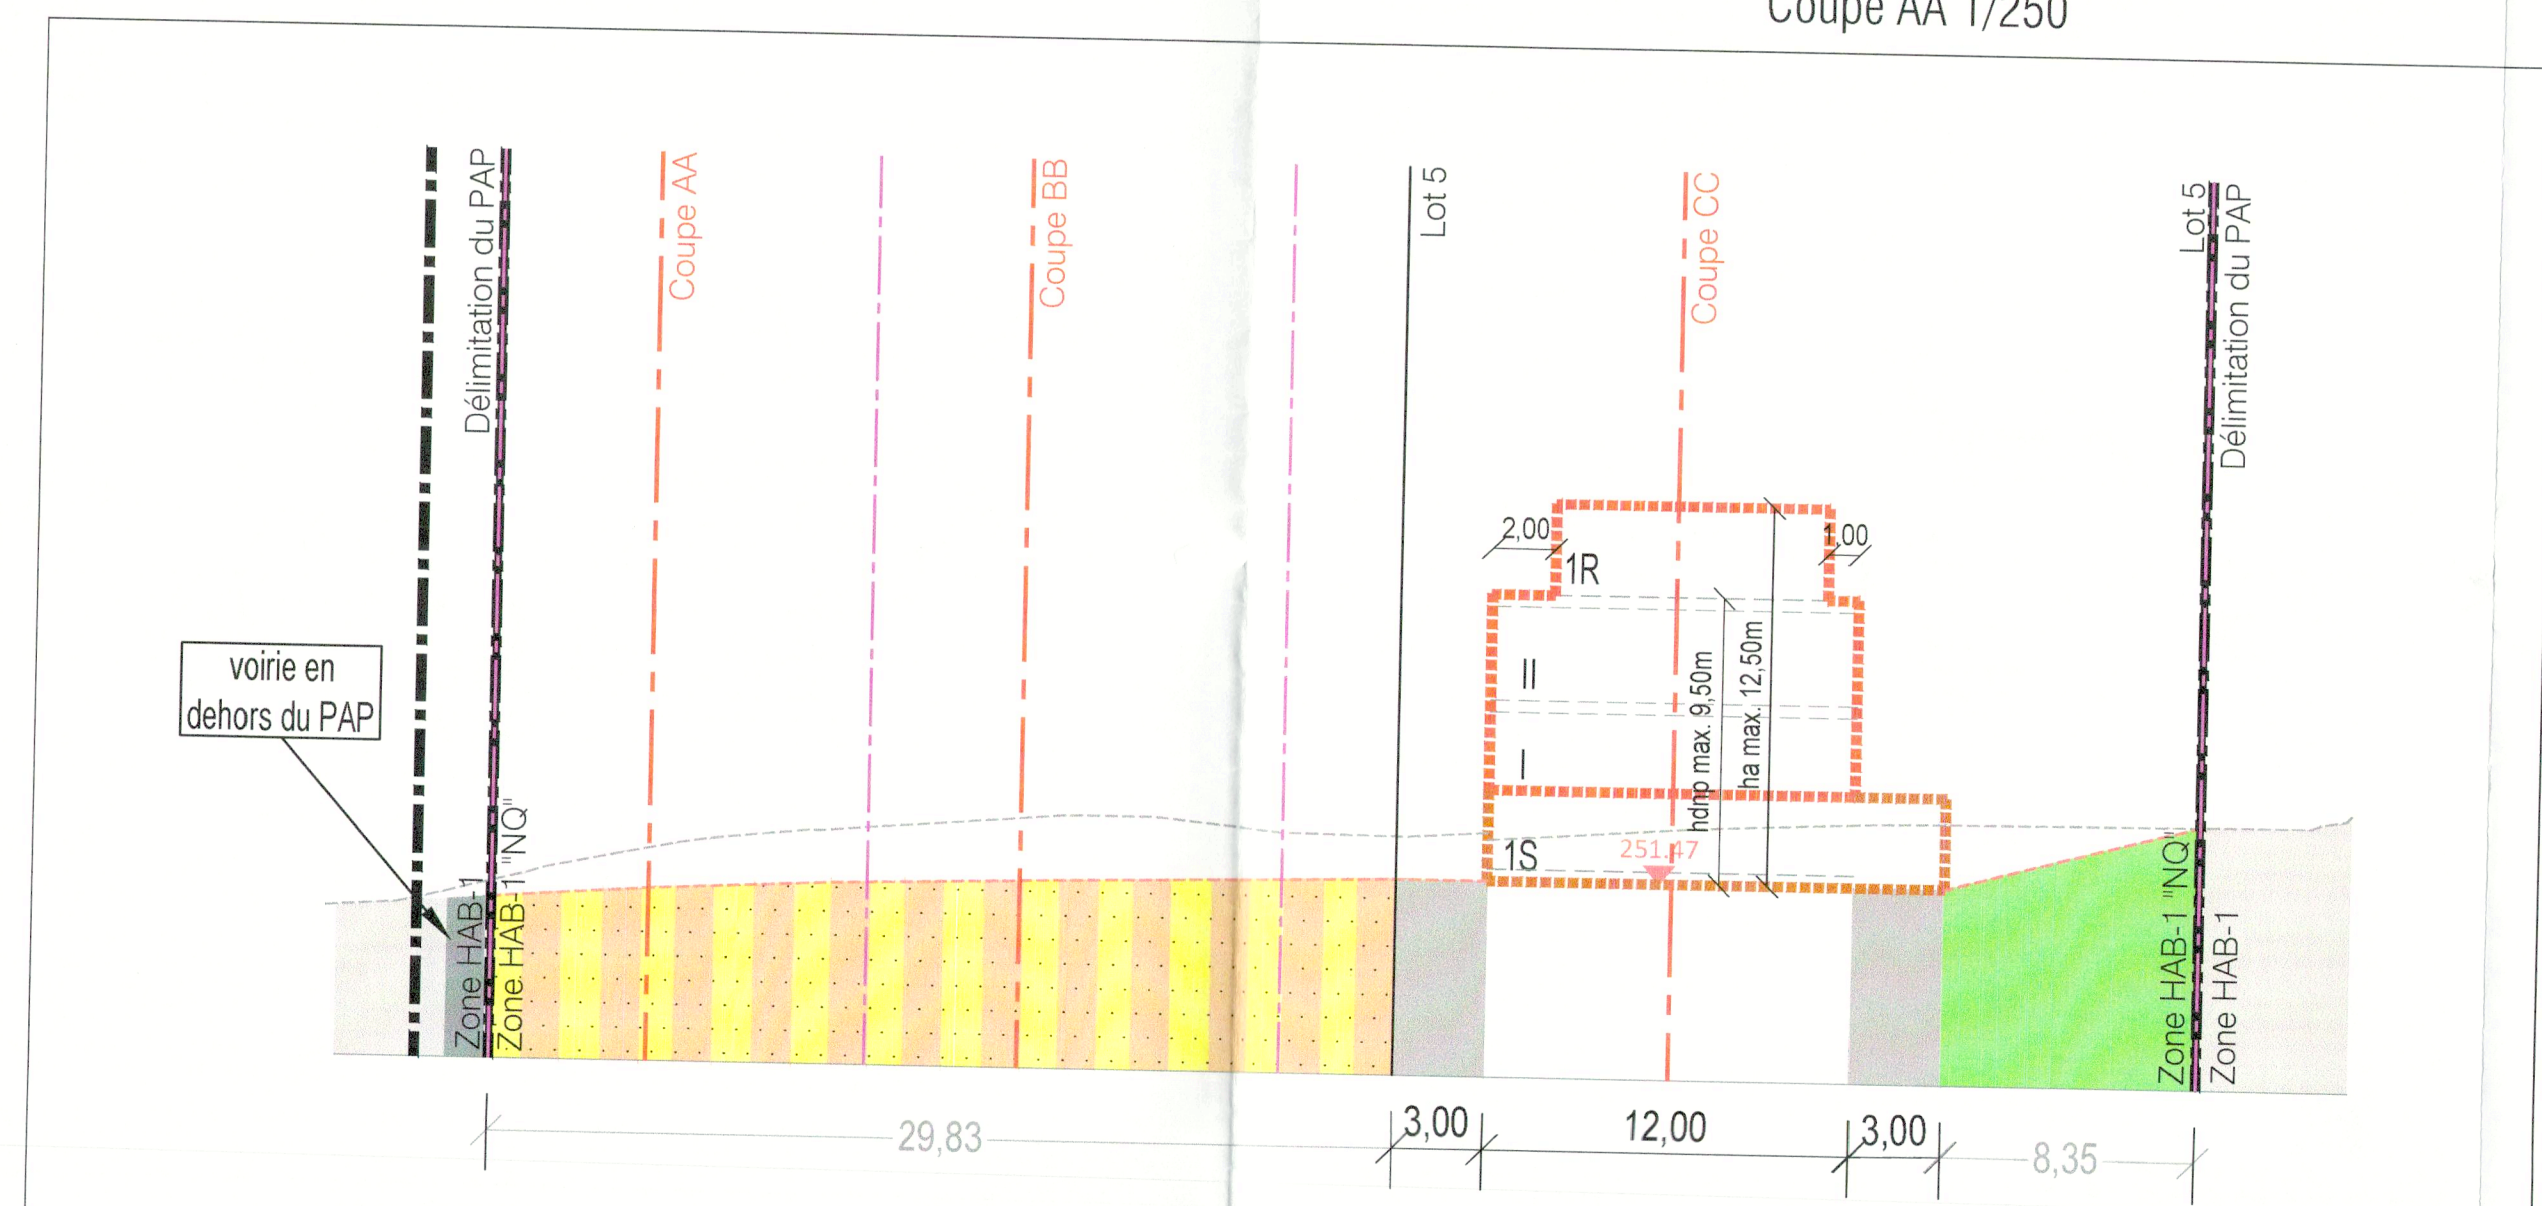 Coupe AA 1/250
Délimitation du PAP
Coupe AA
Coupe BB
Lot 5
Coupe CC
Lot 5
Délimitation du PAP
2,00
1,00
1R
II
I
1S
hdnp max. 9,50m
ha max. 12,50m
251.47
voirie en
dehors du PAP
Zone HAB-1
Zone HAB-1 "NQ"
Zone HAB-1 "NQ"
Zone HAB-1
29,83
3,00
12,00
3,00
8,35